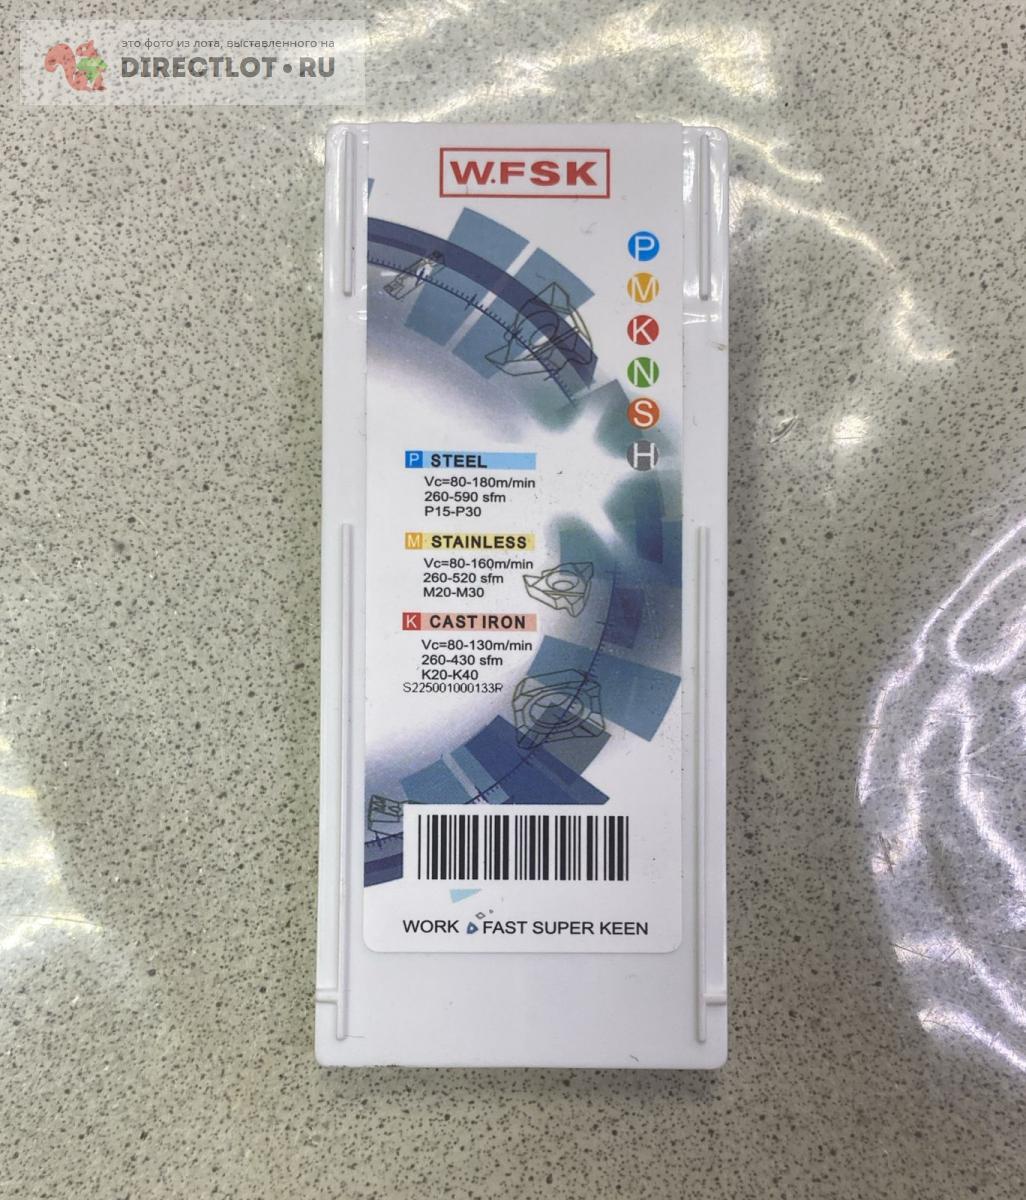 это фото из лота, выставленного на
DIRECTLOT•RU
W.FSK
P
M
K
N
S
H
P STEEL
Vc=80-180m/min
260-590 sfm
P15-P30
M STAINLESS
Vc=80-160m/min
260-520 sfm
M20-M30
K CAST IRON
Vc=80-130m/min
260-430 sfm
K20-K40
S225001000133R
WORK FAST SUPER KEEN